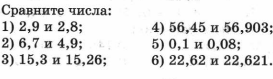 Сравните числа:
1) 2,9 и 2,8; 4) 56,45 и 56,903;
2) 6,7 и 4,9; 5) 0,1 и 0,08;
3) 15,3 и 15,26; 6) 22,62 и 22,621.